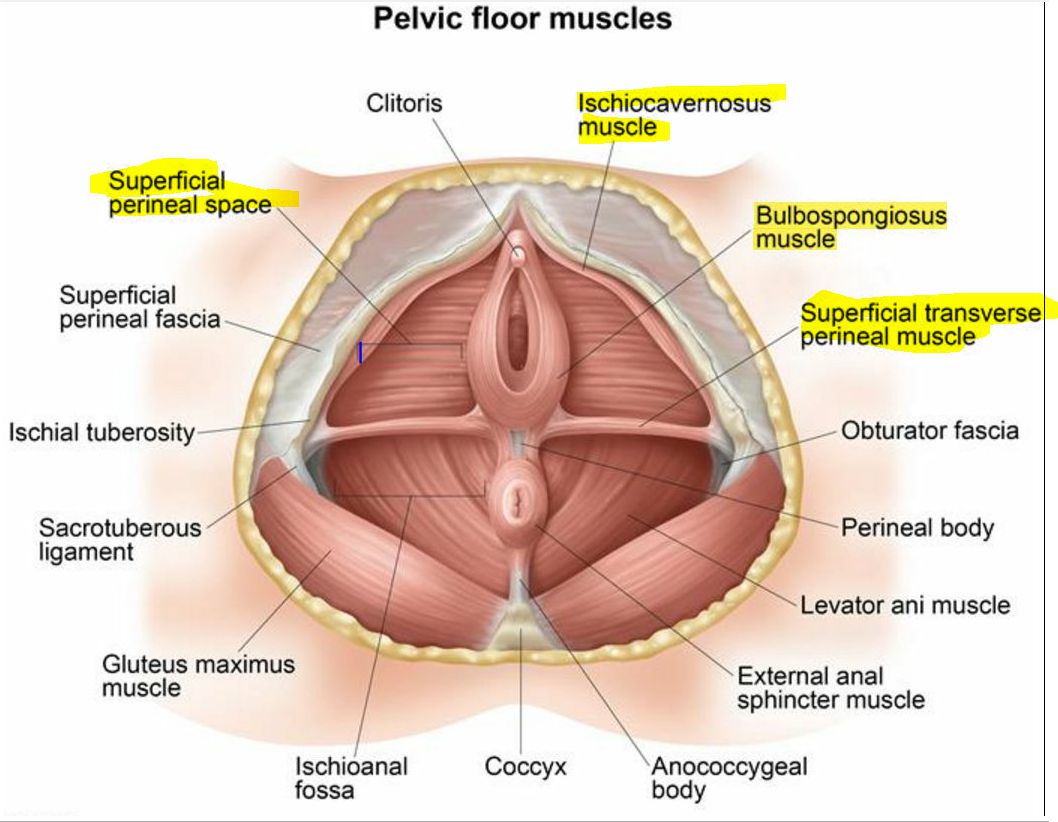 Pelvic floor muscles
Clitoris
Ischiocavernosus
muscle
Superficial
perineal space
Bulbospongiosus
muscle
Superficial
perineal fascia
Superficial transverse
perineal muscle
Ischial tuberosity
Obturator fascia
Sacrotuberous
ligament
Perineal body
Levator ani muscle
Gluteus maximus
muscle
External anal
sphincter muscle
Ischioanal
fossa
Coccyx
Anococcygeal
body